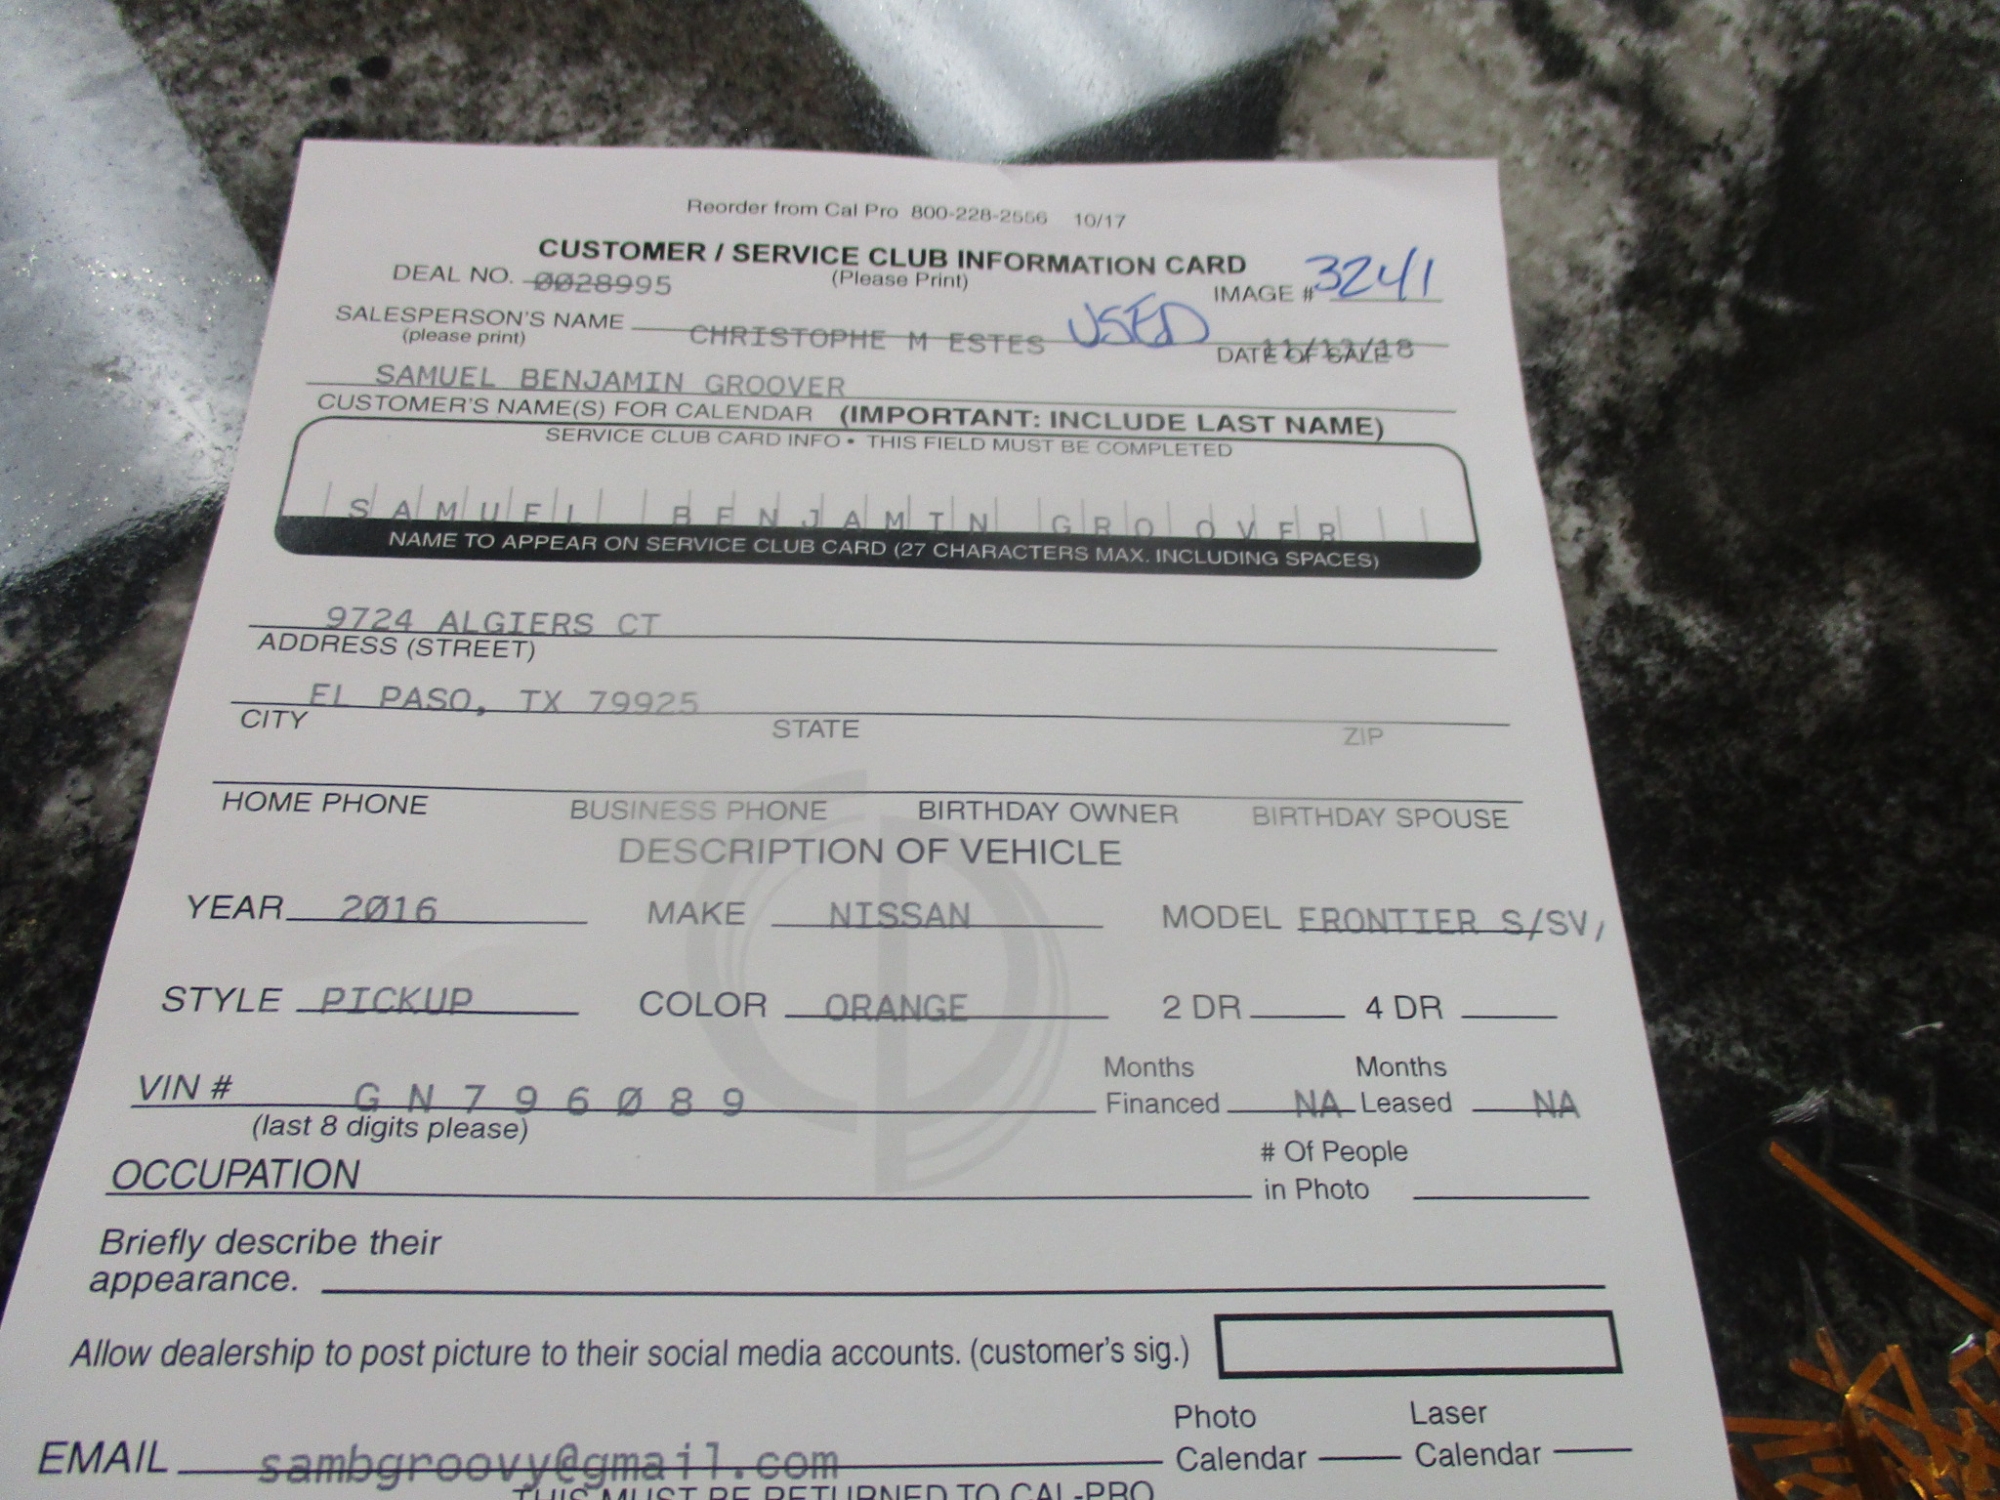 Reorder from Cal Pro 800-228-2556 10/17
CUSTOMER / SERVICE CLUB INFORMATION CARD
(Please Print)
DEAL NO. 0028995
IMAGE # 3241
SALESPERSON'S NAME CHRISTOPHE M ESTES USED
(please print)
DATE OF SALE
SAMUEL BENJAMIN GROOVER
CUSTOMER'S NAME(S) FOR CALENDAR (IMPORTANT: INCLUDE LAST NAME)
SERVICE CLUB CARD INFO • THIS FIELD MUST BE COMPLETED
SAMUEL BENJAMIN GROOVER
NAME TO APPEAR ON SERVICE CLUB CARD (27 CHARACTERS MAX. INCLUDING SPACES)
9724 ALGIERS CT
ADDRESS (STREET)
EL PASO, TX 79925
CITY STATE ZIP
HOME PHONE BUSINESS PHONE BIRTHDAY OWNER BIRTHDAY SPOUSE
DESCRIPTION OF VEHICLE
YEAR 2016 MAKE NISSAN MODEL FRONTIER S/SV/
STYLE PICKUP COLOR ORANGE 2 DR 4 DR
Months Months
VIN # GN796089 Financed NA Leased NA
(last 8 digits please)
# Of People
OCCUPATION in Photo
Briefly describe their
appearance.
Allow dealership to post picture to their social media accounts. (customer's sig.)
Photo Laser
EMAIL sambgroovy@gmail.com Calendar Calendar
THIS MUST BE RETURNED TO CAL-PRO